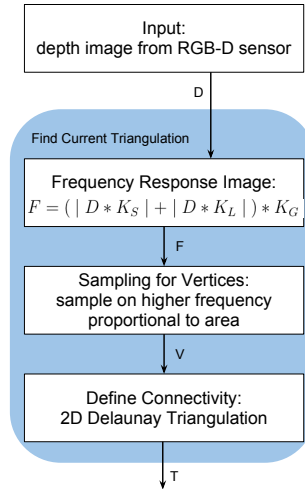 Input:
depth image from RGB-D sensor
D
Find Current Triangulation
Frequency Response Image:
F = ( | D * K_S | + | D * K_L | ) * K_G
F
Sampling for Vertices:
sample on higher frequency
proportional to area
V
Define Connectivity:
2D Delaunay Triangulation
T